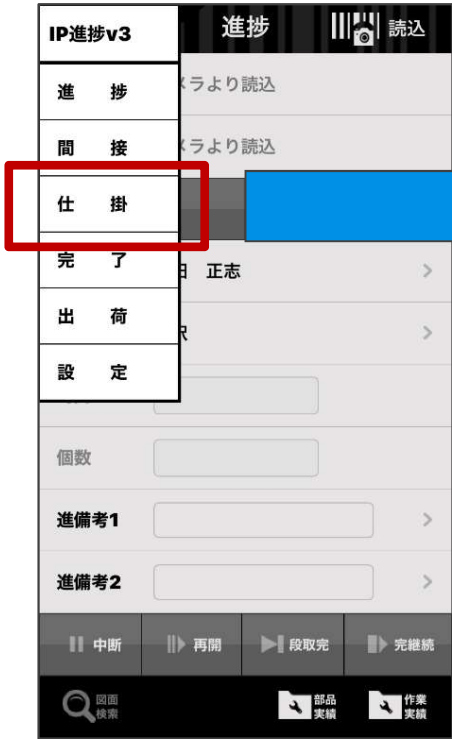 IP進捗v3
進捗
読込
進 捗
ラより読込
間 接
ラより読込
仕 掛
完 了
正志
出 荷
設 定
個数
進備考1
進備考2
中断
再開
段取完
完継続
図面
検索
部品
実績
作業
実績